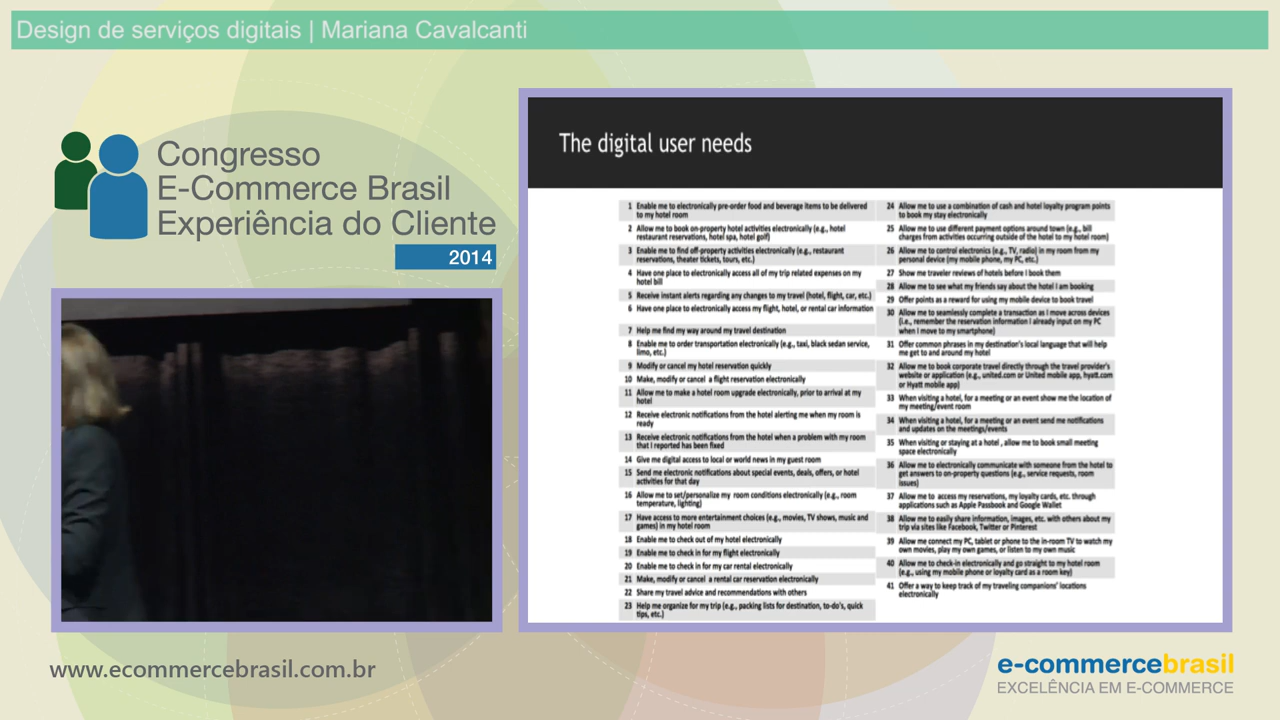 Design de serviços digitais | Mariana Cavalcanti
Congresso
E-Commerce Brasil
Experiência do Cliente
2014
The digital user needs
1 Enable me to electronically pre-order food and beverage items to be delivered
to my hotel room
2 Allow me to book on-property hotel activities electronically (e.g., hotel
restaurant reservations, hotel spa, hotel golf)
3 Enable me to find off-property activities electronically (e.g., restaurant
reservations, theater tickets, tours, etc.)
4 Have one place to electronically access all of my trip related expenses on my
hotel bill
5 Receive instant alerts regarding any changes to my travel (hotel, flight, car, etc.)
6 Have one place to electronically access my flight, hotel, or rental car information
7 Help me find my way around my travel destination
8 Enable me to order transportation electronically (e.g., taxi, black sedan service,
limo, etc.)
9 Modify or cancel my hotel reservation quickly
10 Make, modify or cancel a flight reservation electronically
11 Allow me to make a hotel room upgrade electronically, prior to arrival at my
hotel
12 Receive electronic notifications from the hotel alerting me when my room is
ready
13 Receive electronic notifications from the hotel when a problem with my room
that I reported has been fixed
14 Give me digital access to local or world news in my guest room
15 Send me electronic notifications about special events, deals, offers, or hotel
activities for that day
16 Allow me to set/personalize my room conditions electronically (e.g., room
temperature, lighting)
17 Have access to more entertainment choices (e.g., movies, TV shows, music and
games) in my hotel room
18 Enable me to check out of my hotel electronically
19 Enable me to check in for my flight electronically
20 Enable me to check in for my car rental electronically
21 Make, modify or cancel a rental car reservation electronically
22 Share my travel advice and recommendations with others
23 Help me organize for my trip (e.g., packing lists for destination, to-do's, quick
tips, etc.)
24 Allow me to use a combination of cash and hotel loyalty program points
to book my stay electronically
25 Allow me to use different payment options around town (e.g., bill
charges from activities occurring outside of the hotel to my hotel room)
26 Allow me to control electronics (e.g., TV, radio) in my room from my
personal device (my mobile phone, my PC, etc.)
27 Show me traveler reviews of hotels before I book them
28 Allow me to see what my friends say about the hotel I am booking
29 Offer points as a reward for using my mobile device to book travel
30 Allow me to seamlessly complete a transaction as I move across devices
(i.e., remember the reservation information I already input on my PC
when I move to my smartphone)
31 Offer common phrases in my destination's local language that will help
me get to and around my hotel
32 Allow me to book corporate travel directly through the travel provider's
website or application (e.g., united.com or United mobile app, hyatt.com
or Hyatt mobile app)
33 When visiting a hotel, for a meeting or an event show me the location of
my meeting/event room
34 When visiting a hotel, for a meeting or an event send me notifications
and updates on the meetings/events
35 When visiting or staying at a hotel , allow me to book small meeting
space electronically
36 Allow me to electronically communicate with someone from the hotel to
get answers to on-property questions (e.g., service requests, room
issues)
37 Allow me to access my reservations, my loyalty cards, etc. through
applications such as Apple Passbook and Google Wallet
38 Allow me to easily share information, images, etc. with others about my
trip via sites like Facebook, Twitter or Pinterest
39 Allow me connect my PC, tablet or phone to the in-room TV to watch my
own movies, play my own games, or listen to my own music
40 Allow me to check-in electronically and go straight to my hotel room
(e.g., using my mobile phone or loyalty card as a room key)
41 Offer a way to keep track of my traveling companions' locations
electronically
www.ecommercebrasil.com.br
e-commercebrasil
EXCELÊNCIA EM E-COMMERCE